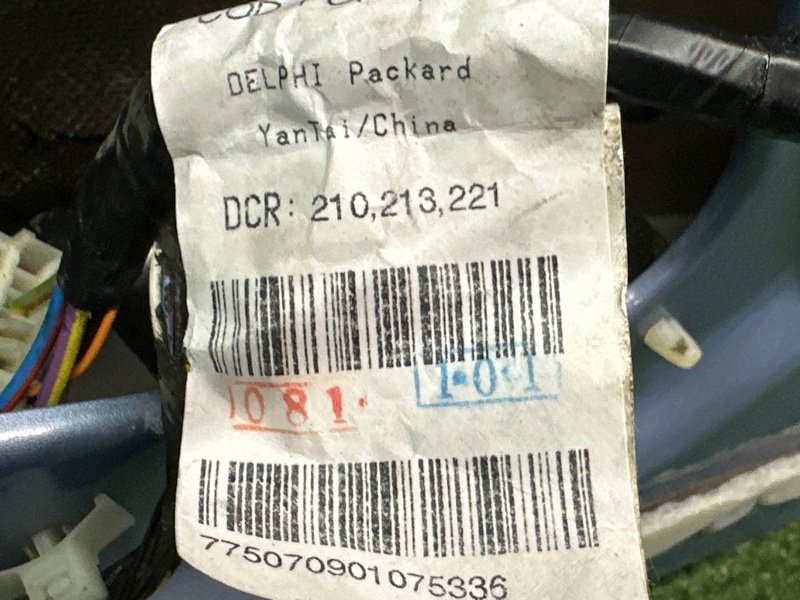 DELPHI Packard
YanTai/China
DCR: 210,213,221
081
1·0·1
775070901075336